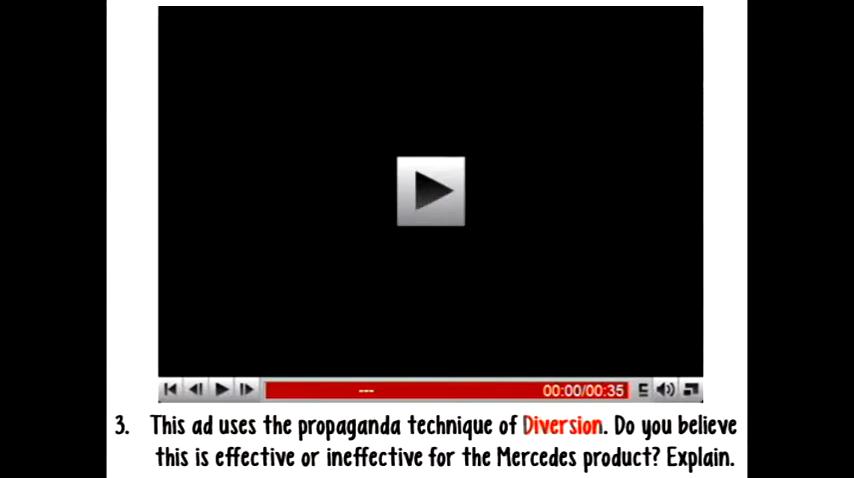 ---
00:00/00:35
3. This ad uses the propaganda technique of Diversion. Do you believe
this is effective or ineffective for the Mercedes product? Explain.